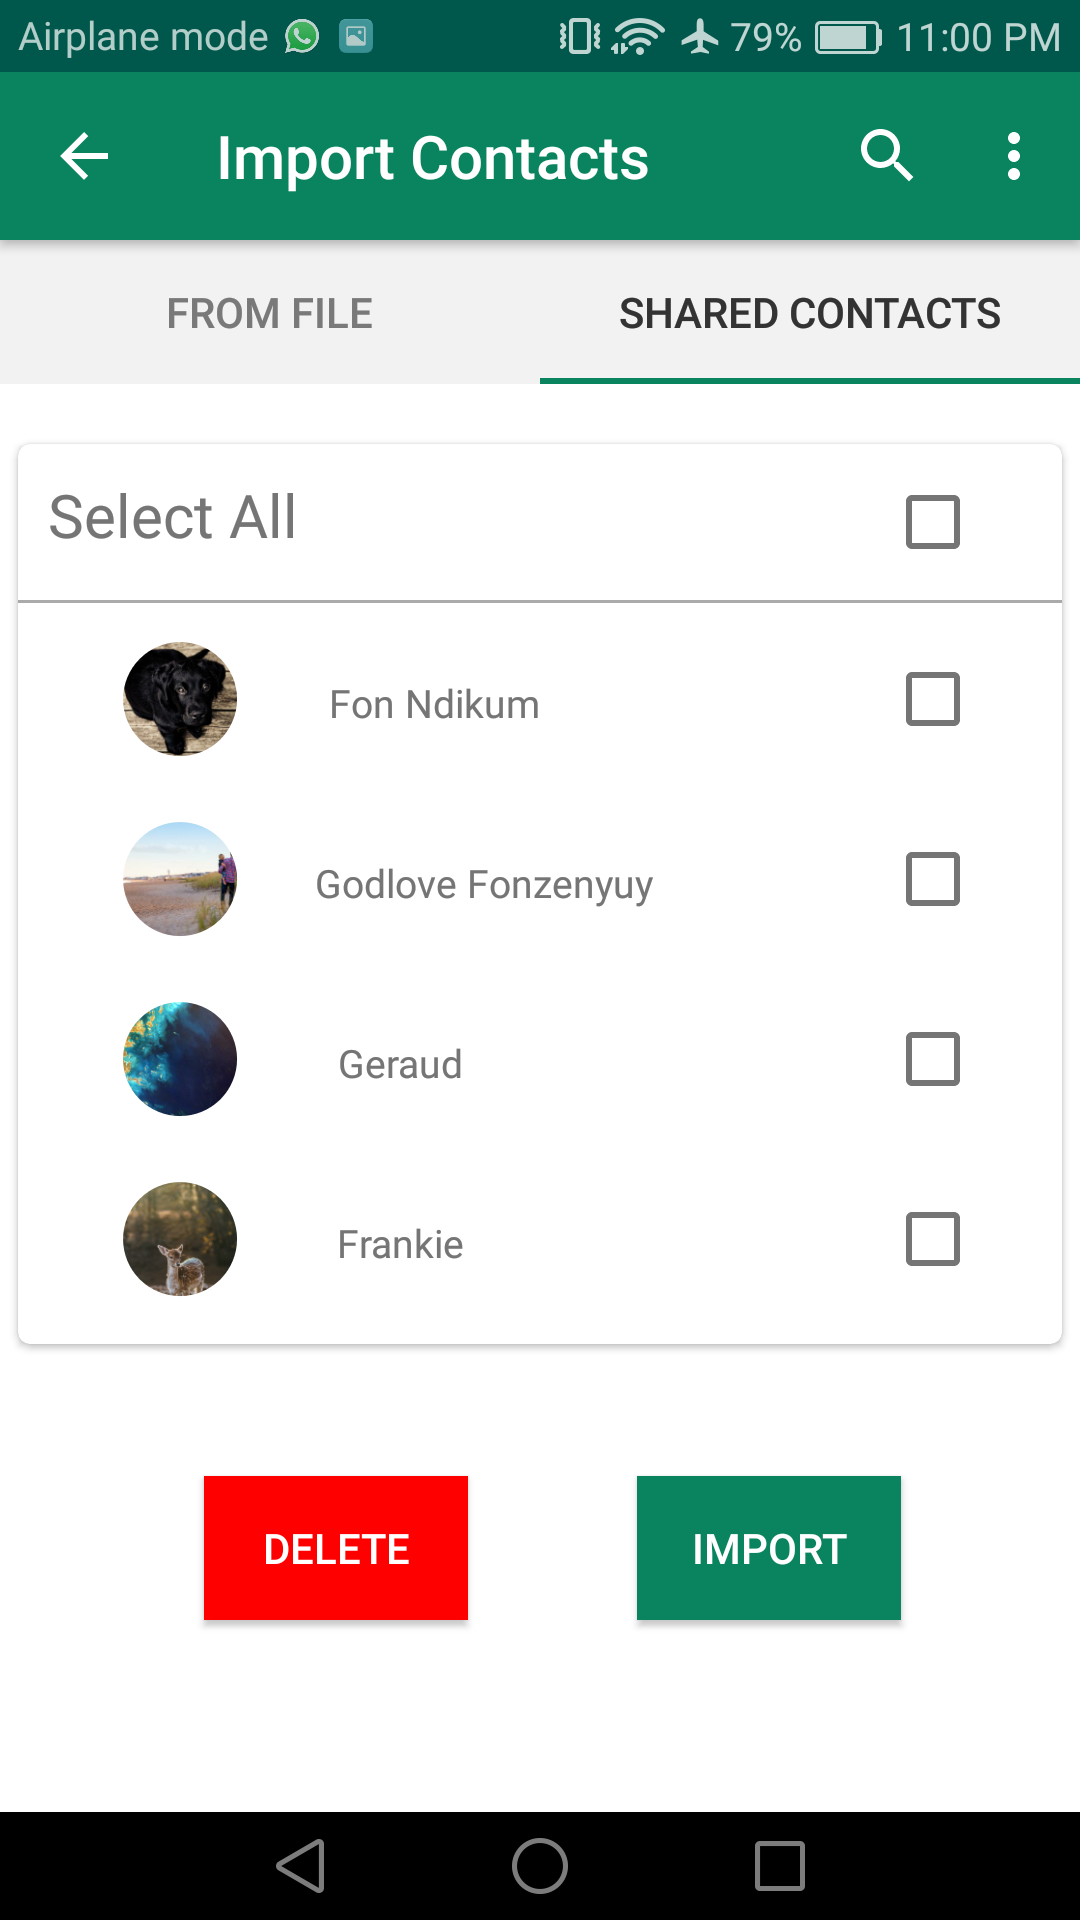 Airplane mode 79% 11:00 PM
Import Contacts
FROM FILE SHARED CONTACTS
Select All
Fon Ndikum
Godlove Fonzenyuy
Geraud
Frankie
DELETE IMPORT